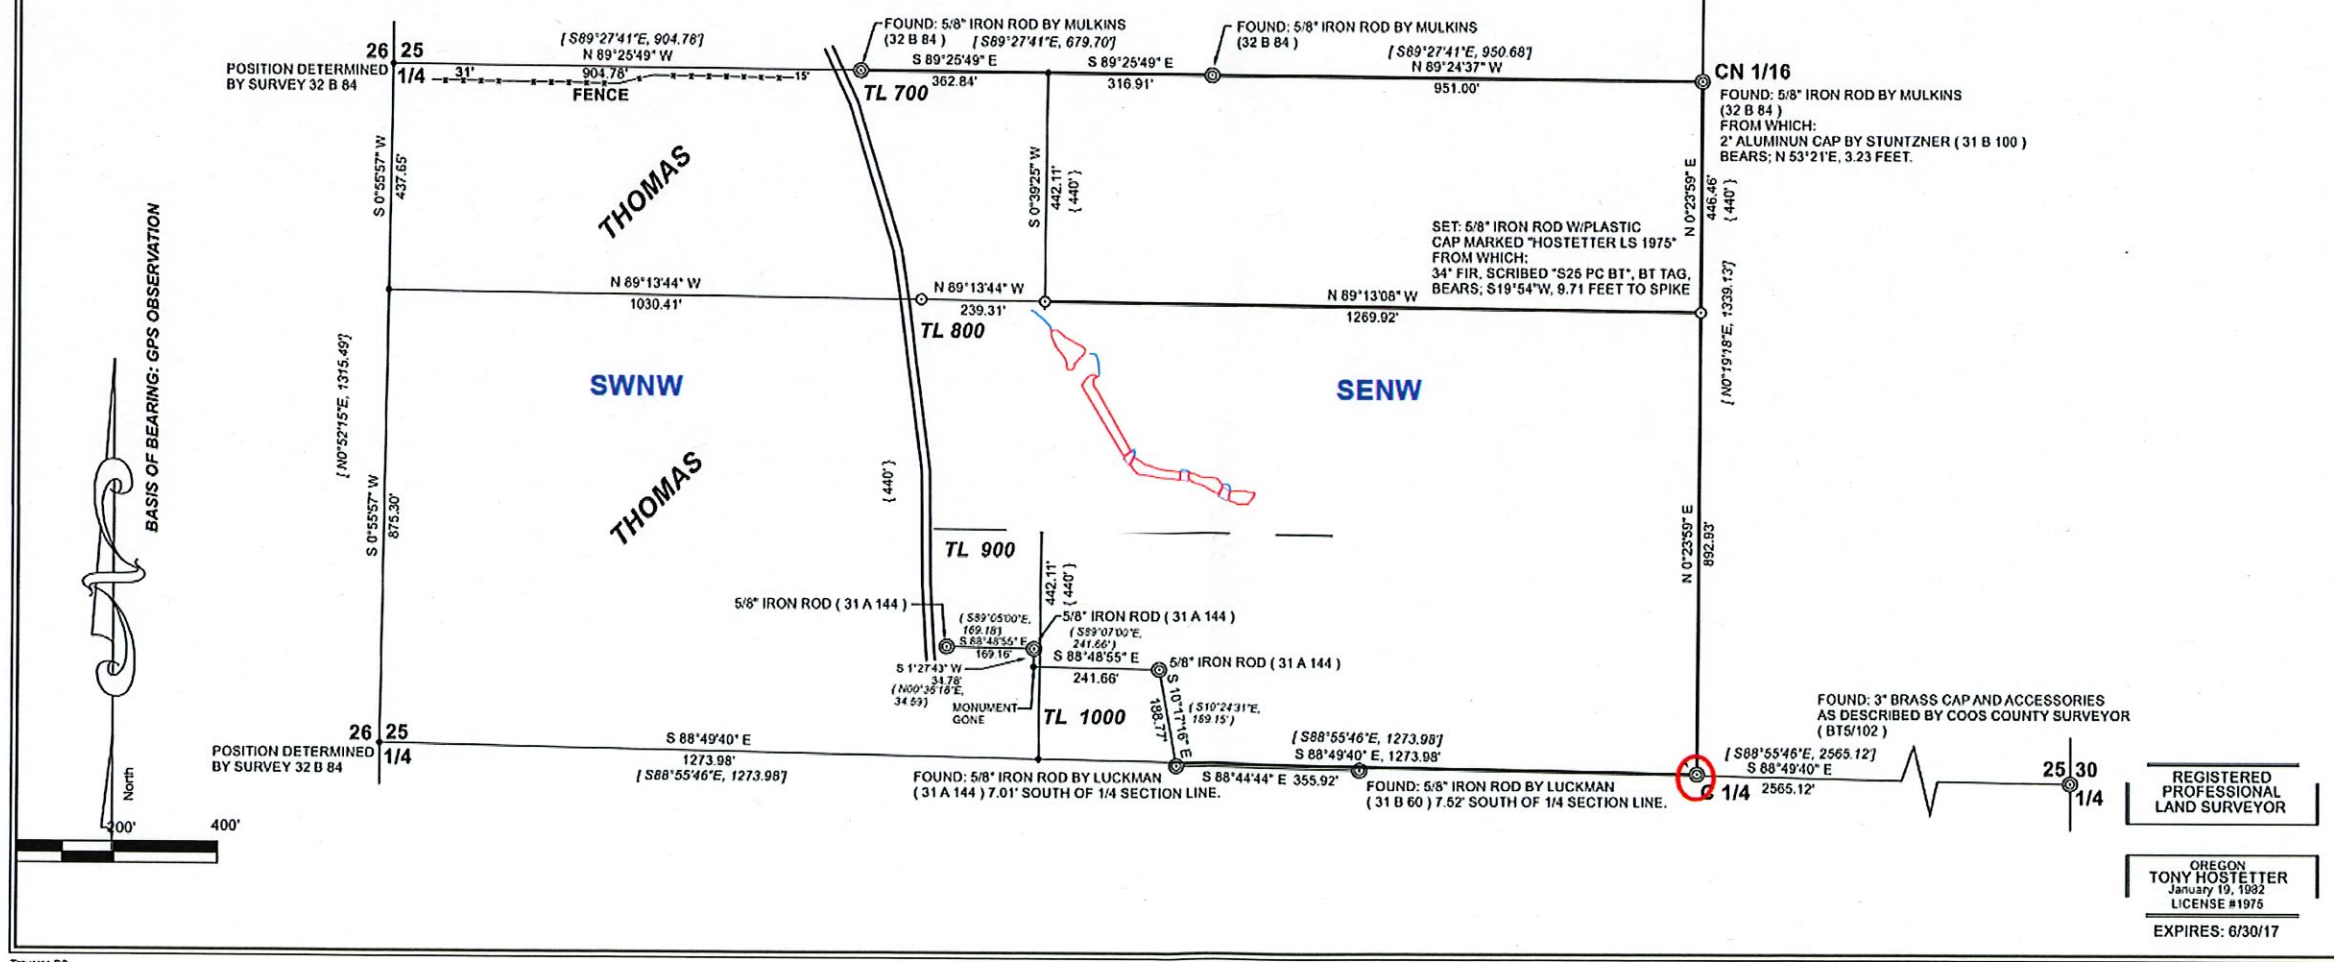 FOUND: 5/8" IRON ROD BY MULKINS
(32 B 84 )
[ S89°27'41"E, 679.70']
FOUND: 5/8" IRON ROD BY MULKINS
(32 B 84 )
[ S89°27'41"E, 904.78']
N 89°25'49" W
904.78'
26 25
1/4
POSITION DETERMINED
BY SURVEY 32 B 84
31'
15'
FENCE
S 89°25'49" E
362.84'
TL 700
S 89°25'49" E
316.91'
[ S89°27'41"E, 950.68']
N 89°24'37" W
951.00'
CN 1/16
FOUND: 5/8" IRON ROD BY MULKINS
(32 B 84 )
FROM WHICH:
2" ALUMINUN CAP BY STUNTZNER ( 31 B 100 )
BEARS; N 53°21'E, 3.23 FEET.
S 0°55'57" W
437.65'
THOMAS
S 0°39'25" W
442.11'
{ 440' }
N 0°23'59" E
446.46'
{ 440' }
BASIS OF BEARING: GPS OBSERVATION
SET: 5/8" IRON ROD W/PLASTIC
CAP MARKED "HOSTETTER LS 1975"
FROM WHICH:
34" FIR, SCRIBED "S25 PC BT", BT TAG,
BEARS; S19°54"W, 9.71 FEET TO SPIKE
N 89°13'44" W
1030.41'
N 89°13'44" W
239.31'
N 89°13'08" W
1269.92'
[ N0°19'18"E, 1339.13']
TL 800
[ N0°52'15"E, 1315.49']
SWNW
SENW
THOMAS
{ 440' }
S 0°55'57" W
875.30'
N 0°23'59" E
892.93'
TL 900
442.11'
{ 440' }
5/8" IRON ROD ( 31 A 144 )
( S89°05'00"E,
169.18')
S 88°48'55" E
169.16'
5/8" IRON ROD ( 31 A 144 )
( S89°07'00"E,
241.66')
S 88°48'55" E
241.66'
5/8" IRON ROD ( 31 A 144 )
S 1°27'43" W
34.78'
( N00°36'16"E,
34.59')
MONUMENT
GONE
TL 1000
S 10°17'16" E
188.77'
( S10°24'31"E,
189.15')
26 25
1/4
POSITION DETERMINED
BY SURVEY 32 B 84
S 88°49'40" E
1273.98'
[ S88°55'46"E, 1273.98']
FOUND: 5/8" IRON ROD BY LUCKMAN
( 31 A 144 ) 7.01' SOUTH OF 1/4 SECTION LINE.
[ S88°55'46"E, 1273.98']
S 88°49'40" E, 1273.98'
S 88°44'44" E 355.92'
FOUND: 5/8" IRON ROD BY LUCKMAN
( 31 B 60 ) 7.52' SOUTH OF 1/4 SECTION LINE.
C 1/4
[ S88°55'46"E, 2565.12']
S 88°49'40" E
2565.12'
FOUND: 3" BRASS CAP AND ACCESSORIES
AS DESCRIBED BY COOS COUNTY SURVEYOR
( BT5/102 )
25 30
1/4
North
200'
400'
REGISTERED
PROFESSIONAL
LAND SURVEYOR
OREGON
TONY HOSTETTER
January 19, 1982
LICENSE #1975
EXPIRES: 6/30/17